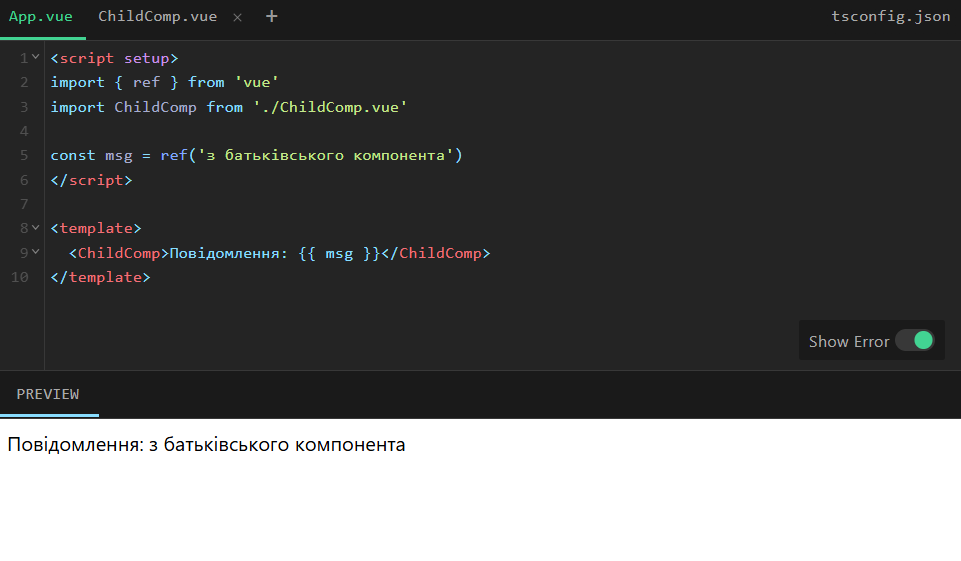 App.vue ChildComp.vue × + tsconfig.json
1 <script setup>
2 import { ref } from 'vue'
3 import ChildComp from './ChildComp.vue'
4
5 const msg = ref('з батьківського компонента')
6 </script>
7
8 <template>
9   <ChildComp>Повідомлення: {{ msg }}</ChildComp>
10 </template>
Show Error
PREVIEW
Повідомлення: з батьківського компонента